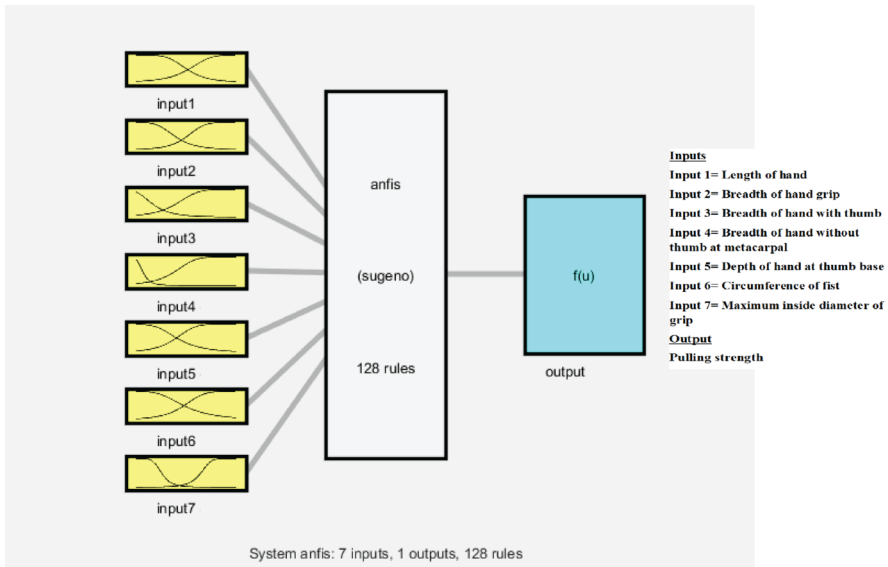 input1
input2
input3
input4
input5
input6
input7
anfis
(sugeno)
128 rules
f(u)
output
System anfis: 7 inputs, 1 outputs, 128 rules
Inputs
Input 1= Length of hand
Input 2= Breadth of hand grip
Input 3= Breadth of hand with thumb
Input 4= Breadth of hand without
thumb at metacarpal
Input 5= Depth of hand at thumb base
Input 6= Circumference of fist
Input 7= Maximum inside diameter of
grip
Output
Pulling strength